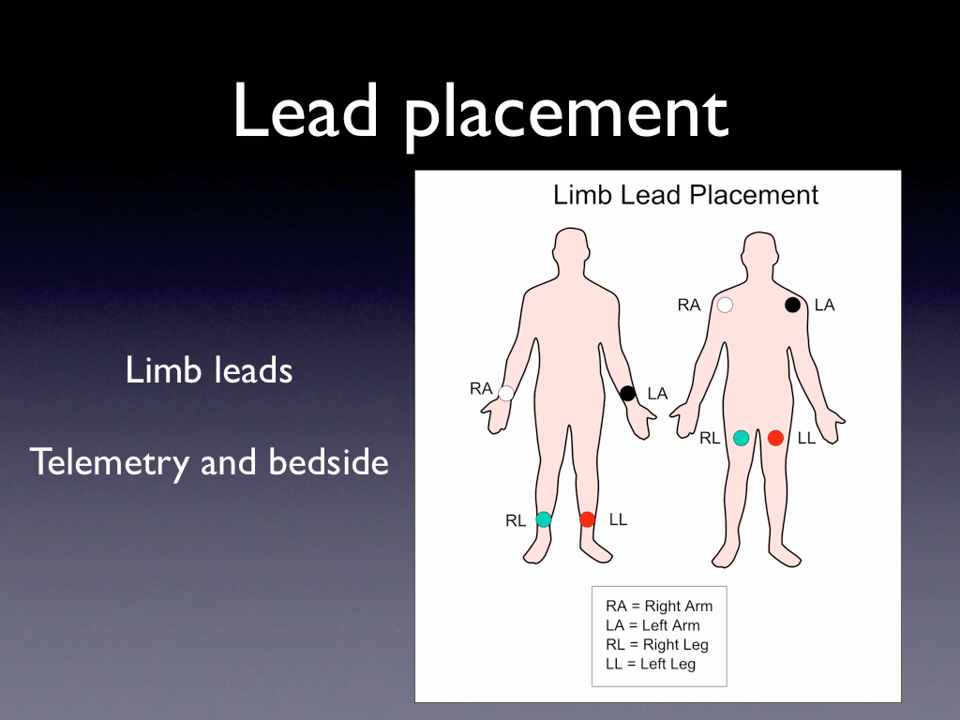 Lead placement
Limb leads
Telemetry and bedside
Limb Lead Placement
RA
LA
RL
LL
RA
LA
RL
LL
RA = Right Arm
LA = Left Arm
RL = Right Leg
LL = Left Leg